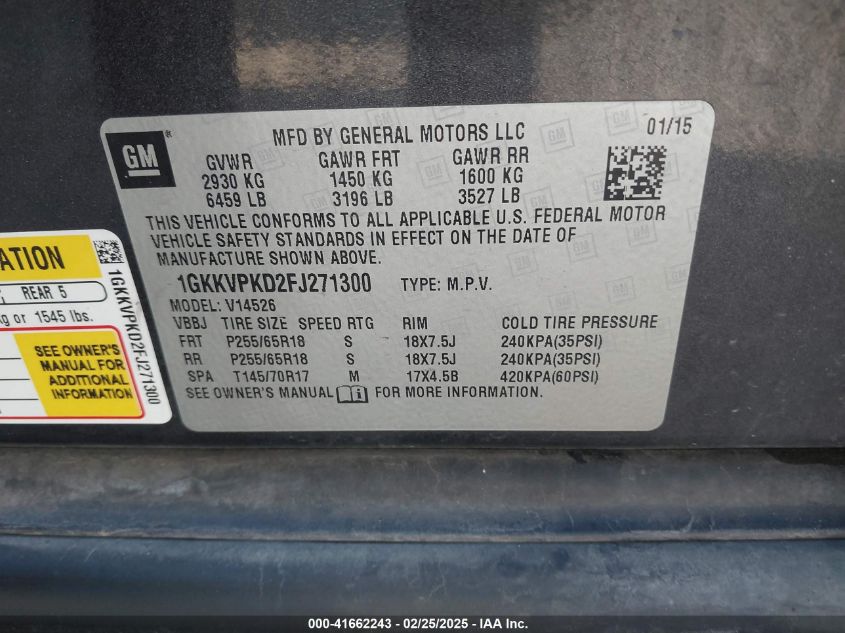 MFD BY GENERAL MOTORS LLC
01/15
GM
GVWR GAWR FRT GAWR RR
2930 KG 1450 KG 1600 KG
6459 LB 3196 LB 3527 LB
THIS VEHICLE CONFORMS TO ALL APPLICABLE U.S. FEDERAL MOTOR
VEHICLE SAFETY STANDARDS IN EFFECT ON THE DATE OF
MANUFACTURE SHOWN ABOVE.
1GKKVPKD2FJ271300 TYPE: M.P.V.
MODEL: V14526
VBBJ TIRE SIZE SPEED RTG RIM COLD TIRE PRESSURE
FRT P255/65R18 S 18X7.5J 240KPA(35PSI)
RR P255/65R18 S 18X7.5J 240KPA(35PSI)
SPA T145/70R17 M 17X4.5B 420KPA(60PSI)
SEE OWNER'S MANUAL FOR MORE INFORMATION.
ATION
REAR 5
or 1545 lbs.
SEE OWNER'S
MANUAL FOR
ADDITIONAL
INFORMATION
1GKKVPKD2FJ271300
000-41662243 - 02/25/2025 - IAA Inc.